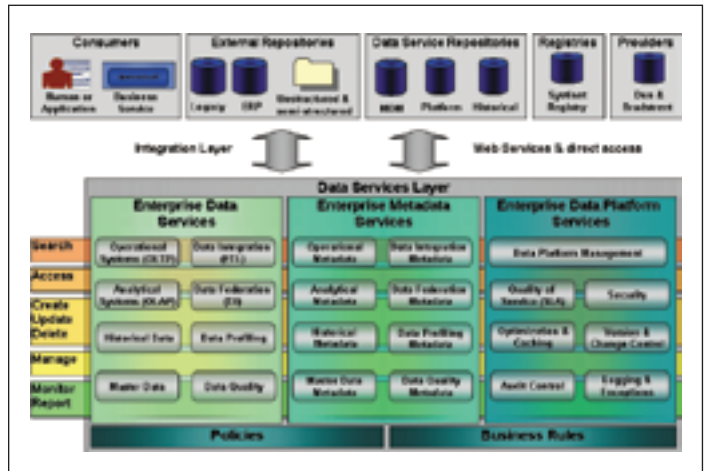 Consumers
External Repositories
Data Service Repositories
Registries
Providers
Human or
Application
Business
Service
Legacy
ERP
Unstructured &
semi-structured
MDM
Platform
Historical
Registry
Dun &
Bradstreet
Integration Layer
Web Services & direct access
Data Services Layer
Enterprise Data
Services
Enterprise Metadata
Services
Enterprise Data Platform
Services
Search
Access
Create
Update
Delete
Manage
Monitor
Report
Operational
Systems (OLTP)
Data Integration
(ETL)
Analytical
Systems (OLAP)
Data Federation
(EII)
Historical Data
Data Profiling
Master Data
Data Quality
Operational
Metadata
Data Integration
Metadata
Analytical
Metadata
Data Federation
Metadata
Historical
Metadata
Data Profiling
Metadata
Master Data
Metadata
Data Quality
Metadata
Data Platform Management
Quality of
Service (SLA)
Security
Optimization &
Caching
Version &
Change Control
Audit Control
Logging &
Exceptions
Policies
Business Rules